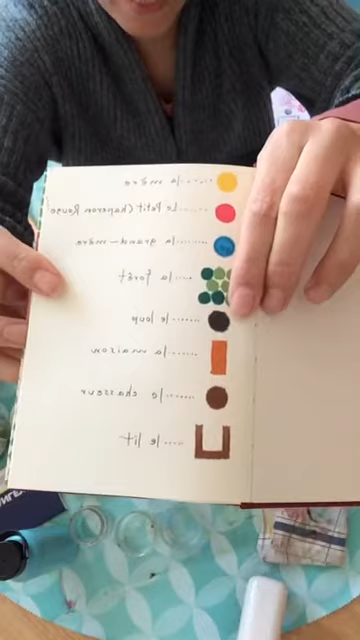 ......la mère
......Le Petit Chaperon Rouge
......la grand-mère
.....la forêt
......le loup
......la maison
......le chasseur
.....le lit